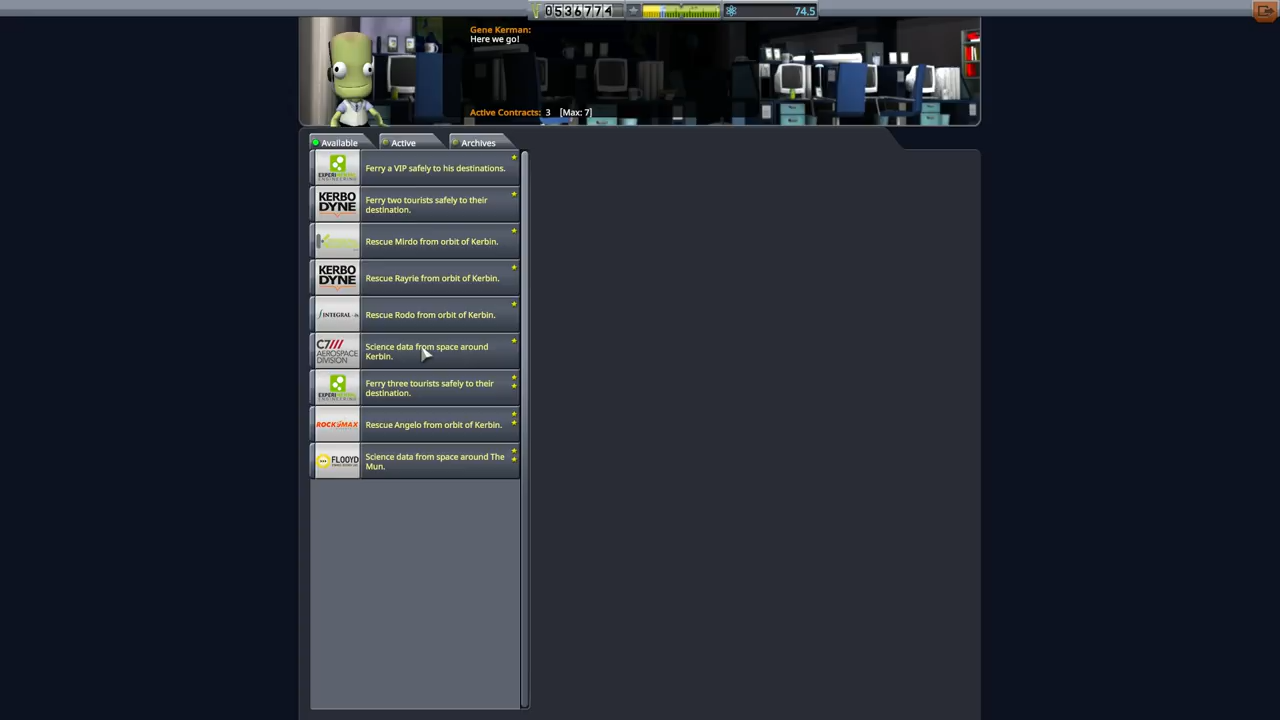 0536774
74.5
Gene Kerman:
Here we go!
Active Contracts: 3 [Max: 7]
Available
Active
Archives
Ferry a VIP safely to his destinations.
KERBO
DYNE
Ferry two tourists safely to their
destination.
Rescue Mirdo from orbit of Kerbin.
KERBO
DYNE
Rescue Rayrie from orbit of Kerbin.
INTEGRAL
Rescue Rodo from orbit of Kerbin.
C7///
AEROSPACE
DIVISION
Science data from space around
Kerbin.
Ferry three tourists safely to their
destination.
ROCKOMAX
Rescue Angelo from orbit of Kerbin.
FLOOYD
Science data from space around The
Mun.